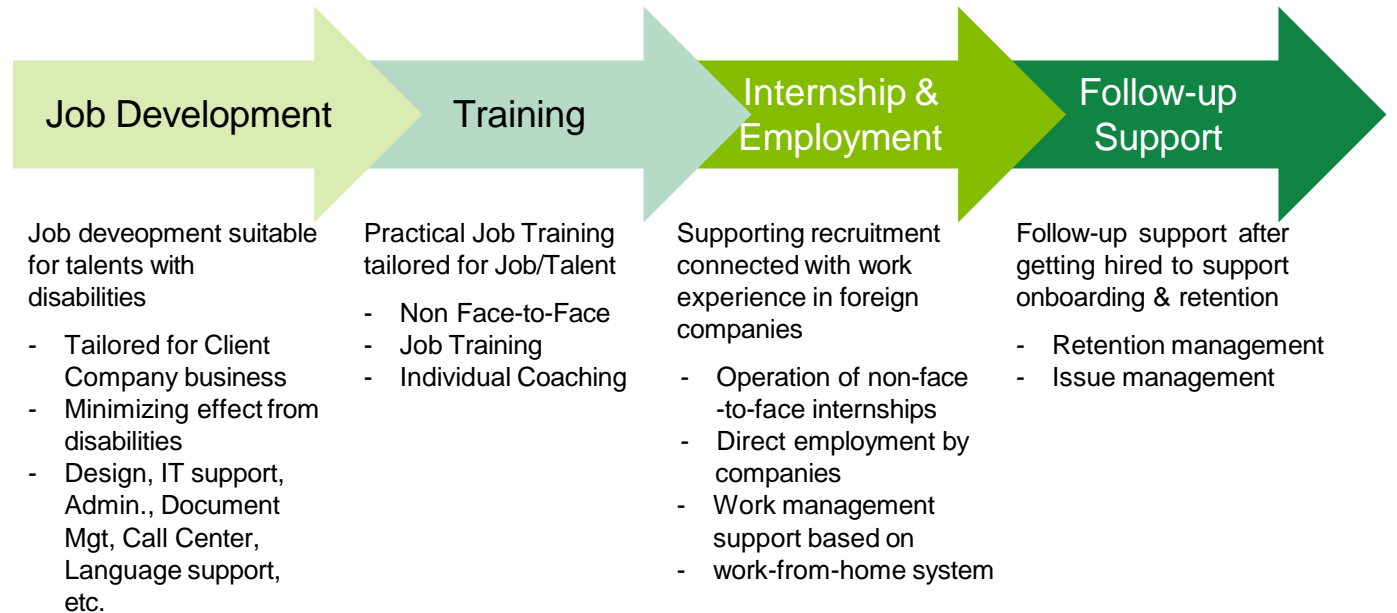 Job Development
Training
Internship &
Employment
Follow-up
Support
Job deveopment suitable
for talents with
disabilities
- Tailored for Client
Company business
- Minimizing effect from
disabilities
- Design, IT support,
Admin., Document
Mgt, Call Center,
Language support,
etc.
Practical Job Training
tailored for Job/Talent
- Non Face-to-Face
- Job Training
- Individual Coaching
Supporting recruitment
connected with work
experience in foreign
companies
- Operation of non-face
-to-face internships
- Direct employment by
companies
- Work management
support based on
- work-from-home system
Follow-up support after
getting hired to support
onboarding & retention
- Retention management
- Issue management